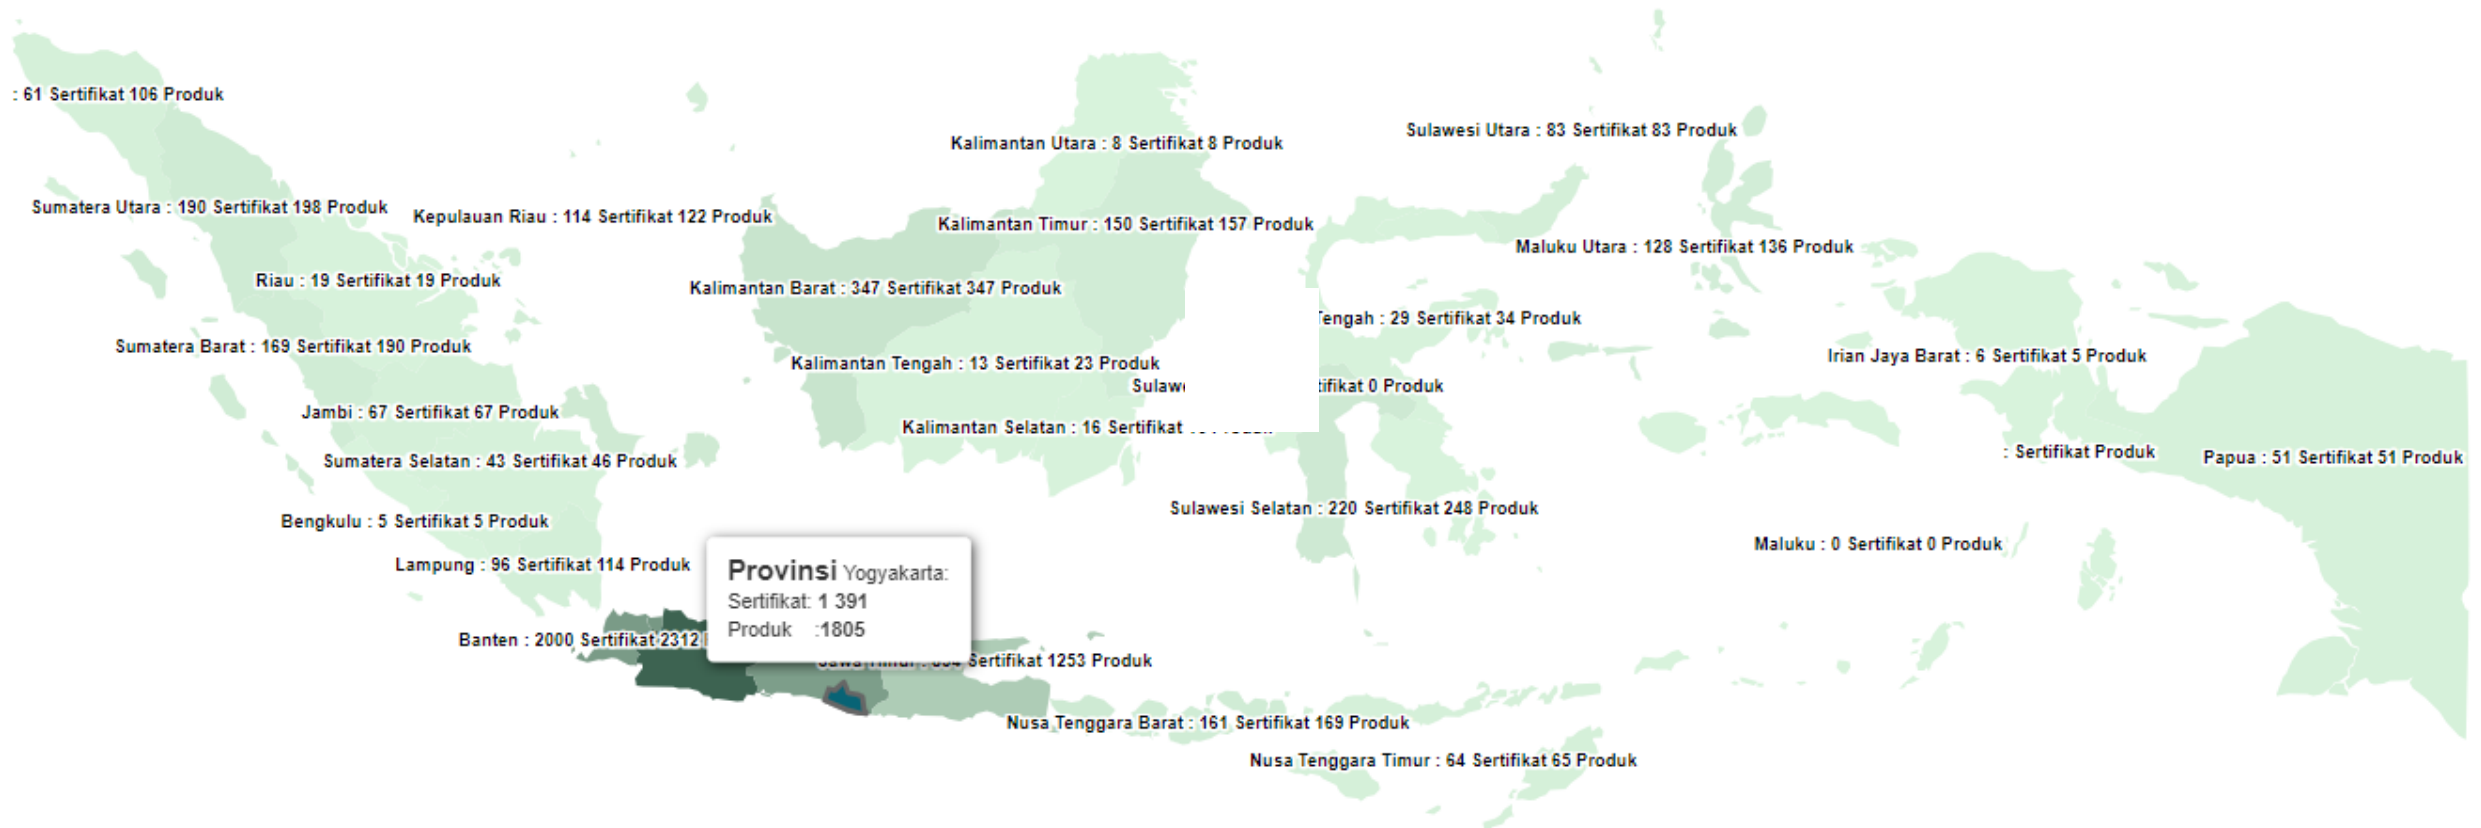 : 61 Sertifikat 106 Produk
Sulawesi Utara : 83 Sertifikat 83 Produk
Kalimantan Utara : 8 Sertifikat 8 Produk
Sumatera Utara : 190 Sertifikat 198 Produk
Kepulauan Riau : 114 Sertifikat 122 Produk
Kalimantan Timur : 150 Sertifikat 157 Produk
Maluku Utara : 128 Sertifikat 136 Produk
Riau : 19 Sertifikat 19 Produk
Kalimantan Barat : 347 Sertifikat 347 Produk
Tengah : 29 Sertifikat 34 Produk
Sumatera Barat : 169 Sertifikat 190 Produk
Irian Jaya Barat : 6 Sertifikat 5 Produk
Kalimantan Tengah : 13 Sertifikat 23 Produk
0 Produk
Jambi : 67 Sertifikat 67 Produk
Kalimantan Selatan : 16 Sertifikat
: Sertifikat Produk
Papua : 51 Sertifikat 51 Produk
Sumatera Selatan : 43 Sertifikat 46 Produk
Sulawesi Selatan : 220 Sertifikat 248 Produk
Bengkulu : 5 Sertifikat 5 Produk
Maluku : 0 Sertifikat 0 Produk
Lampung : 96 Sertifikat 114 Produk
Provinsi Yogyakarta:
Sertifikat: 1 391
Produk :1805
Banten : 2000 Sertifikat 2312
Sertifikat 1253 Produk
Nusa Tenggara Barat : 161 Sertifikat 169 Produk
Nusa Tenggara Timur : 64 Sertifikat 65 Produk